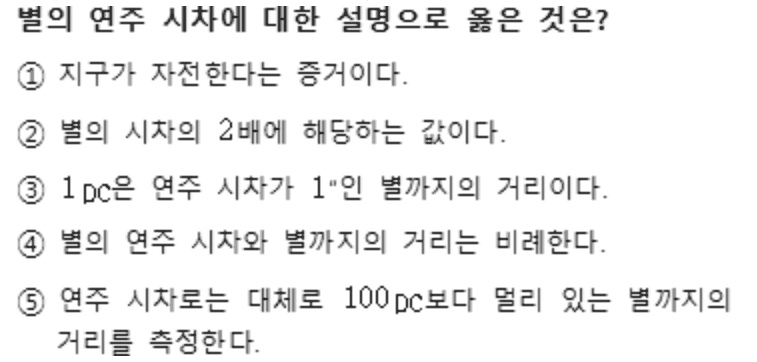 별의 연주 시차에 대한 설명으로 옳은 것은?
① 지구가 자전한다는 증거이다.
② 별의 시차의 2배에 해당하는 값이다.
③ 1pc은 연주 시차가 1″인 별까지의 거리이다.
④ 별의 연주 시차와 별까지의 거리는 비례한다.
⑤ 연주 시차로는 대체로 100pc보다 멀리 있는 별까지의
거리를 측정한다.